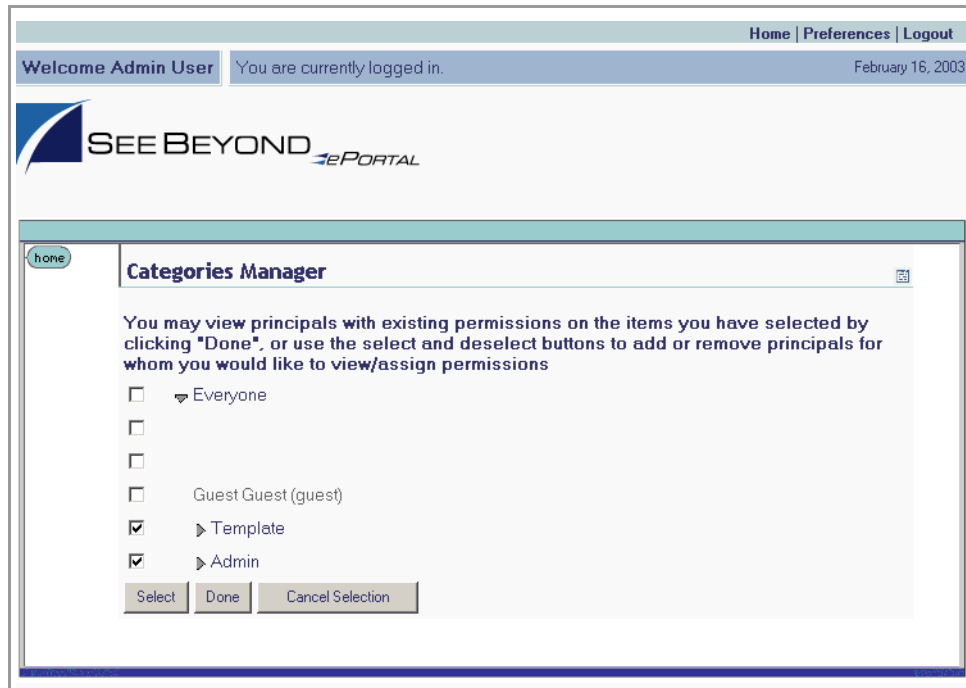 Home | Preferences | Logout
Welcome Admin User
You are currently logged in.
February 16, 2003
SEEBEYOND ePORTAL
home
Categories Manager
You may view principals with existing permissions on the items you have selected by
clicking "Done", or use the select and deselect buttons to add or remove principals for
whom you would like to view/assign permissions
Everyone
Guest Guest (guest)
Template
Admin
Select
Done
Cancel Selection